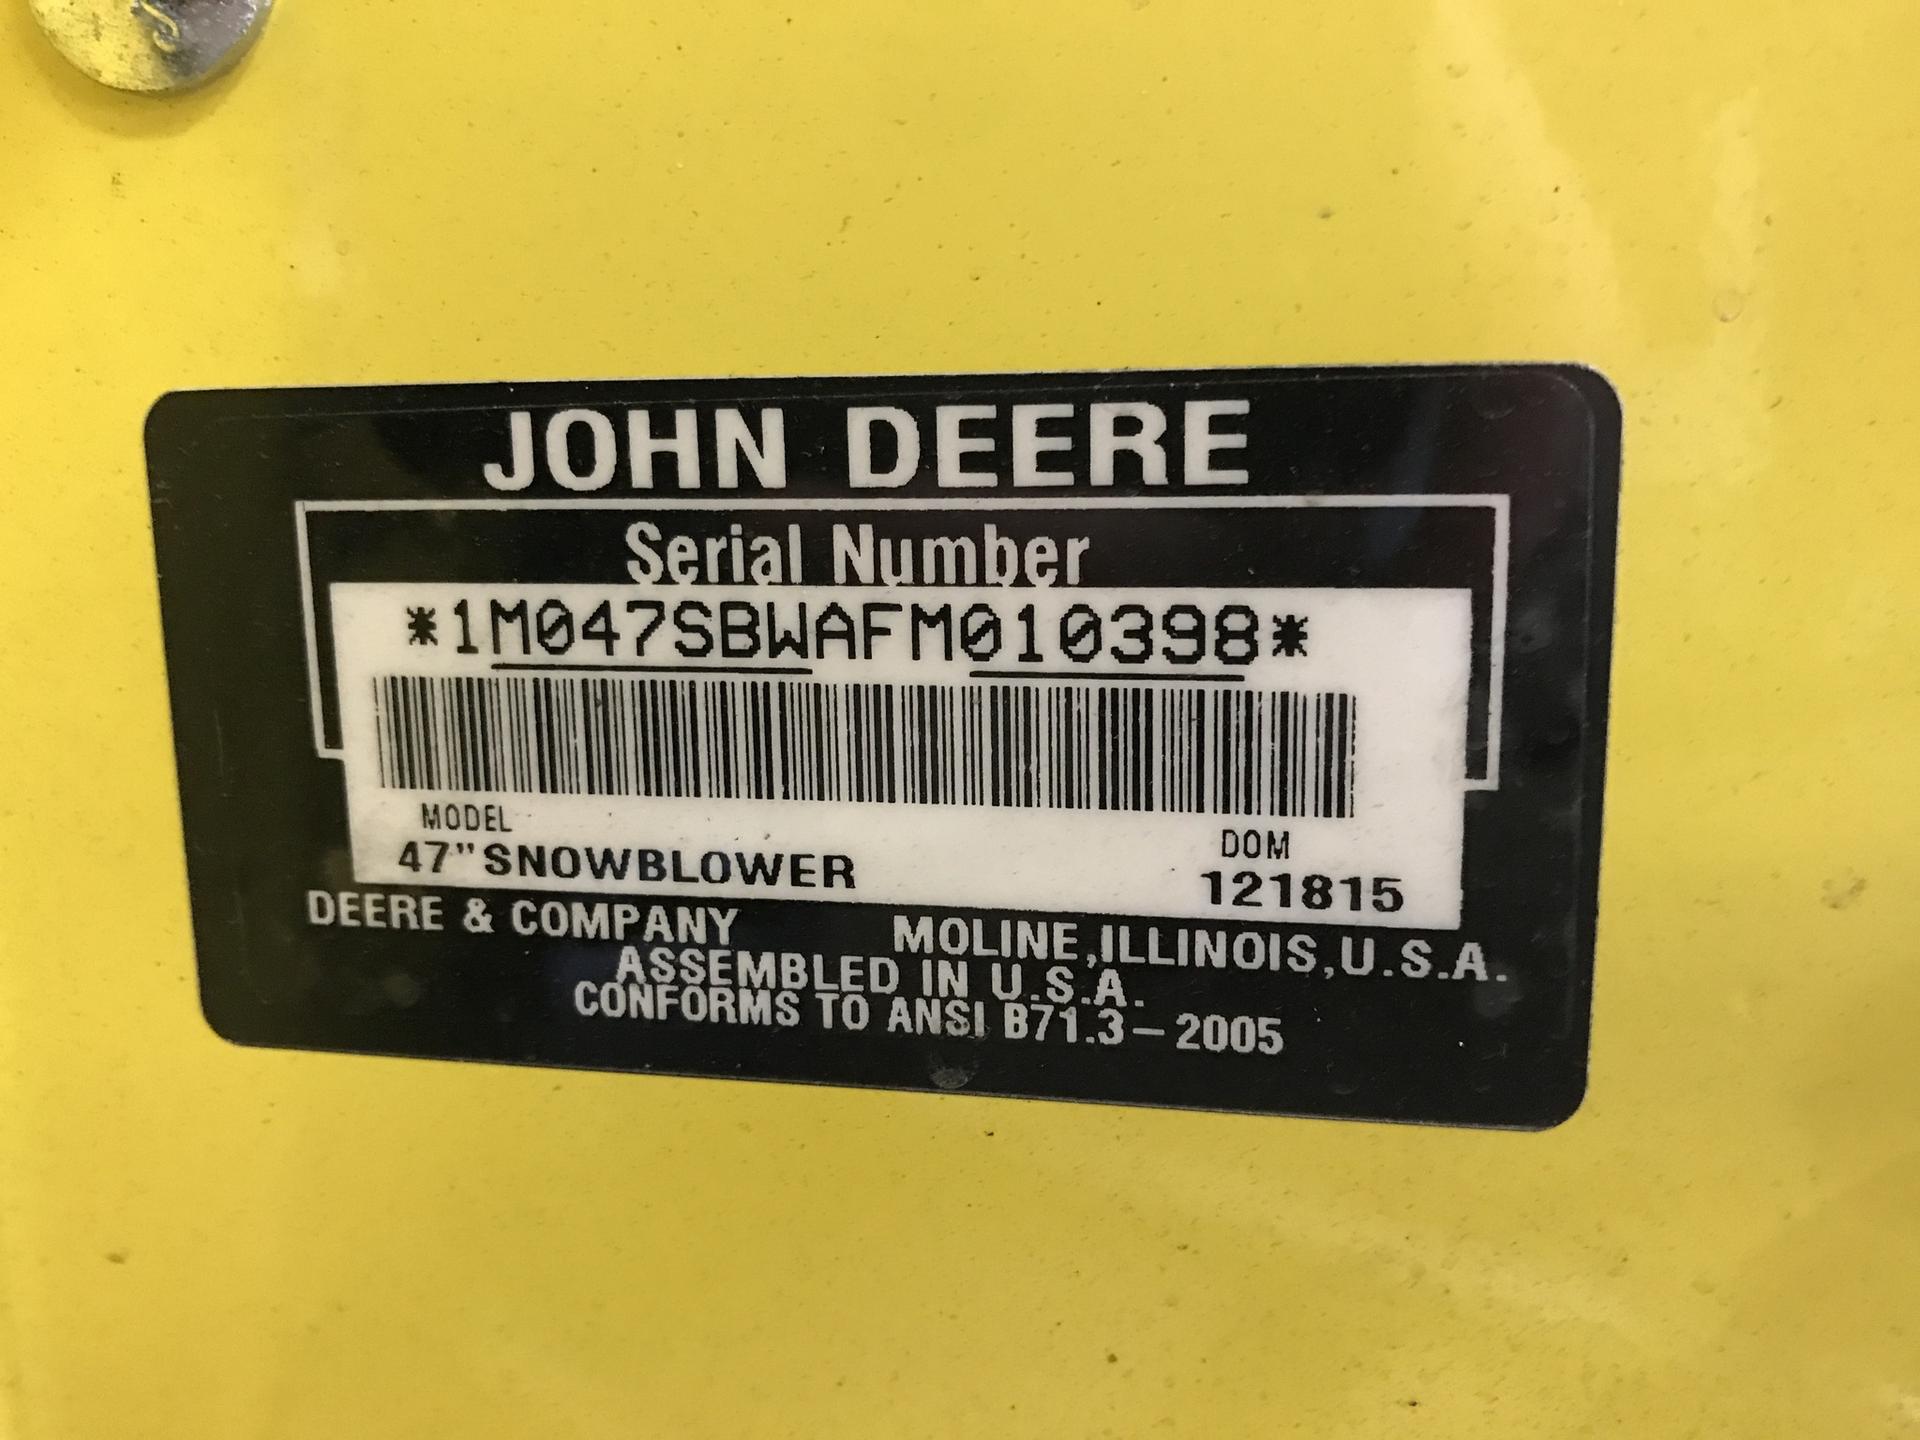 JOHN DEERE
Serial Number
*1M047SBWAFM010398*
MODEL
47"SNOWBLOWER
DOM
121815
DEERE & COMPANY MOLINE,ILLINOIS,U.S.A.
ASSEMBLED IN U.S.A.
CONFORMS TO ANSI B71.3-2005